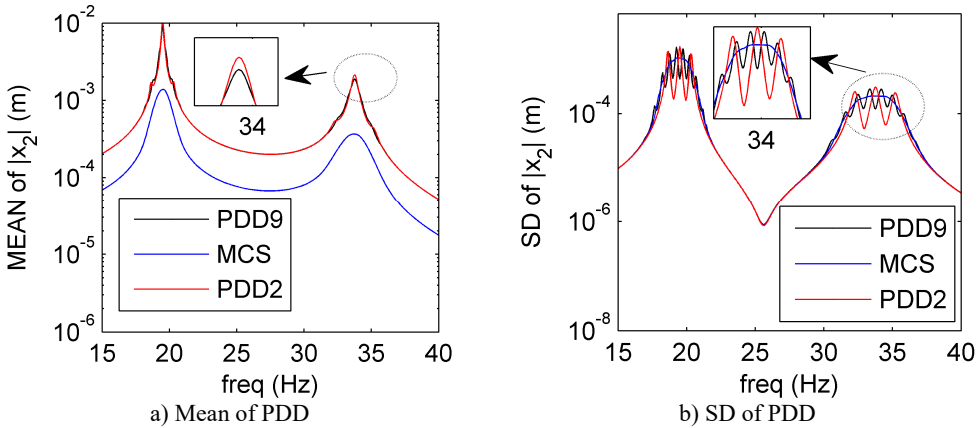 10^-2
10^-3
10^-4
10^-5
10^-6
MEAN of |x_2| (m)
34
PDD9
MCS
PDD2
15 20 25 30 35 40
freq (Hz)
a) Mean of PDD
10^-4
10^-6
10^-8
SD of |x_2| (m)
34
PDD9
MCS
PDD2
15 20 25 30 35 40
freq (Hz)
b) SD of PDD